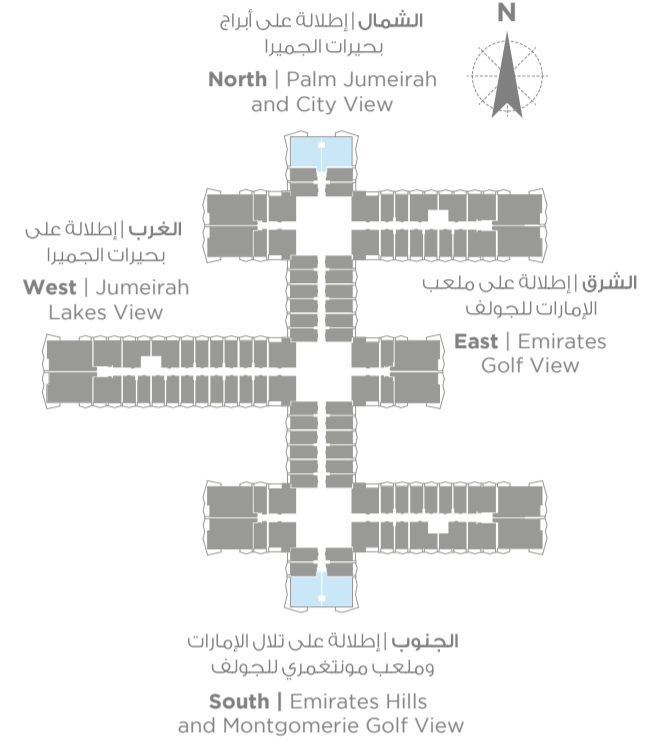 N
الشمال | إطلالة على أبراج
بحيرات الجميرا
North | Palm Jumeirah
and City View
الغرب | إطلالة على
بحيرات الجميرا
West | Jumeirah
Lakes View
الشرق | إطلالة على ملعب
الإمارات للجولف
East | Emirates
Golf View
الجنوب | إطلالة على تلال الإمارات
وملعب مونتغمري للجولف
South | Emirates Hills
and Montgomerie Golf View